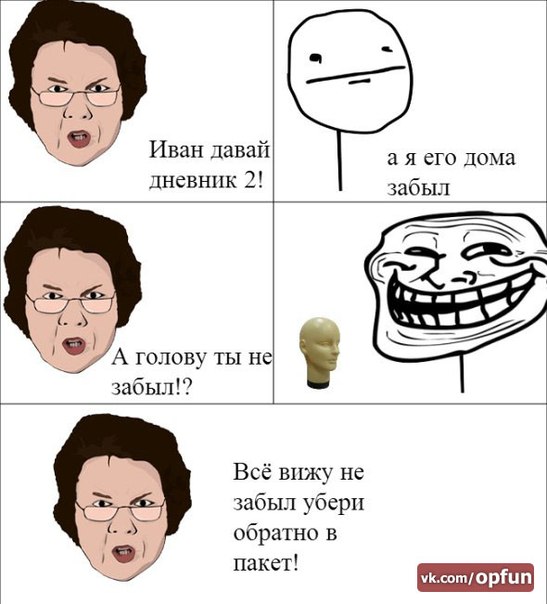 Иван давай
дневник 2!
а я его дома
забыл
А голову ты не
забыл!?
Всё вижу не
забыл убери
обратно в
пакет!
vk.com/opfun